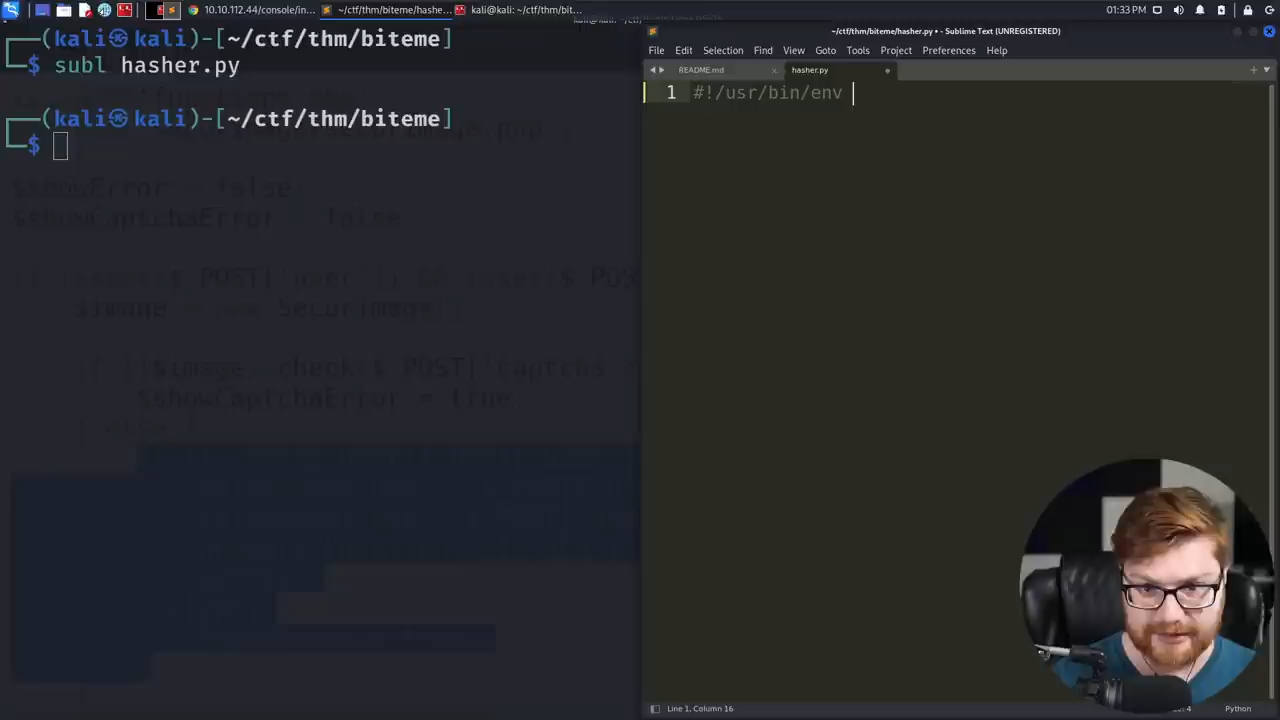 10.10.112.44/console/in...
~/ctf/thm/biteme/hashe...
kali@kali: ~/ctf/thm/bit...
01:33 PM
~/ctf/thm/biteme/hasher.py • - Sublime Text (UNREGISTERED)
File Edit Selection Find View Goto Tools Project Preferences Help
README.md
hasher.py
1 #!/usr/bin/env
(kali㉿kali)-[~/ctf/thm/biteme]
$ subl hasher.py
(kali㉿kali)-[~/ctf/thm/biteme]
$
$showError = false;
$showCaptchaError = false
$image = new Securimage();
$showCaptchaError = true
Line 1, Column 16
Python